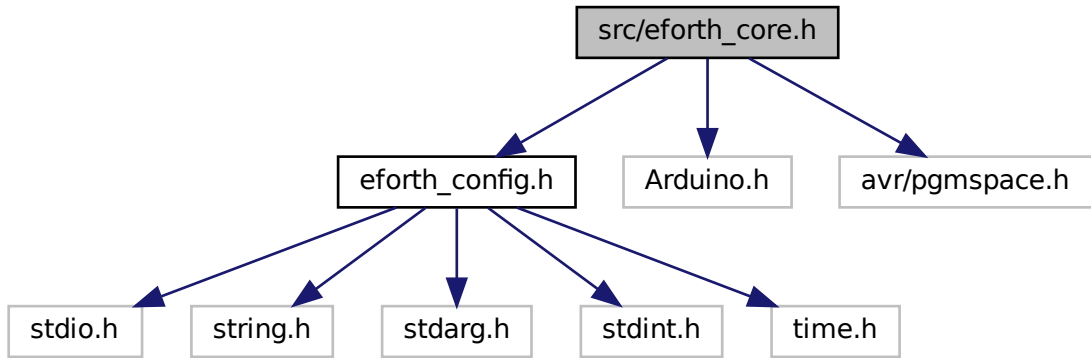 src/eforth_core.h
eforth_config.h
Arduino.h
avr/pgmspace.h
stdio.h
string.h
stdarg.h
stdint.h
time.h